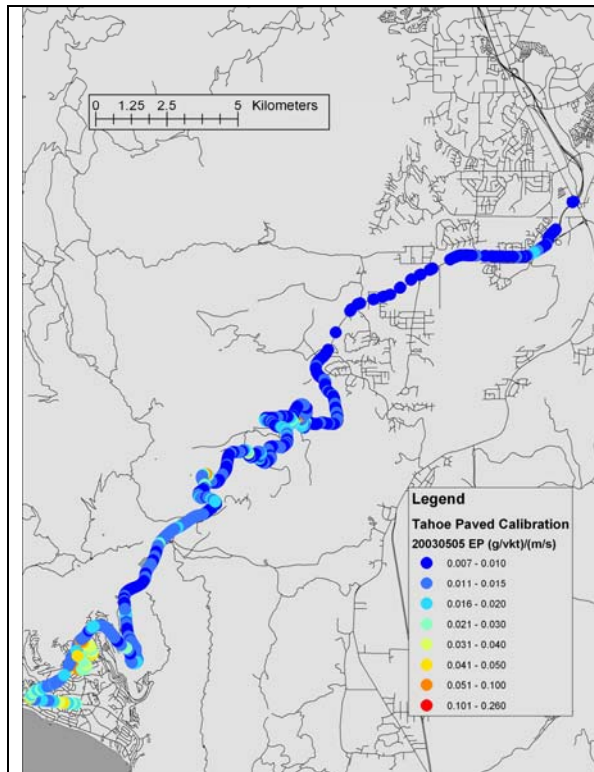 0 1.25 2.5 5 Kilometers
Legend
Tahoe Paved Calibration
20030505 EP (g/vkt)/(m/s)
0.007 - 0.010
0.011 - 0.015
0.016 - 0.020
0.021 - 0.030
0.031 - 0.040
0.041 - 0.050
0.051 - 0.100
0.101 - 0.260